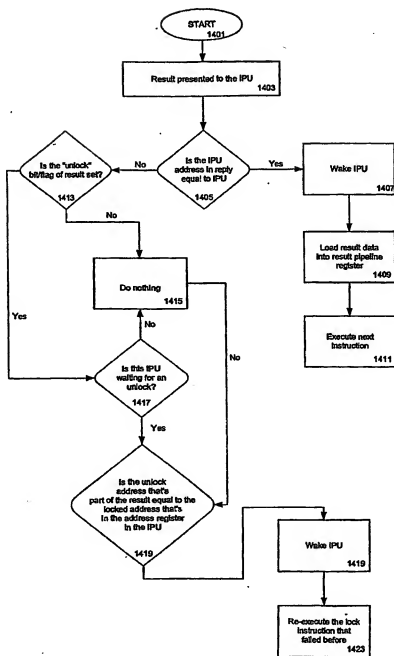 START
1401
Result presented to the IPU
1403
Is the "unlock"
bit/flag of result set?
1413
No
Is the IPU
address in reply
equal to IPU
1405
Yes
Wake IPU
1407
No
Load result data
into result pipeline
register
1409
Do nothing
1415
Execute next
instruction
1411
Yes
No
No
Is this IPU
waiting for an
unlock?
1417
Yes
Is the unlock
address that's
part of the result equal to the
locked address that's
in the address register
in the IPU
1419
Wake IPU
1419
Re-execute the lock
instruction that
failed before
1423